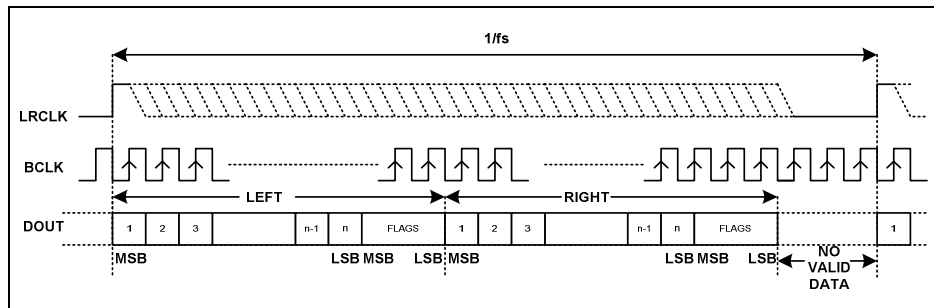 1/fs
LRCLK
BCLK
LEFT RIGHT
DOUT 1 2 3 n-1 n FLAGS 1 2 3 n-1 n FLAGS 1
MSB LSB MSB LSB MSB LSB MSB LSB NO
VALID
DATA